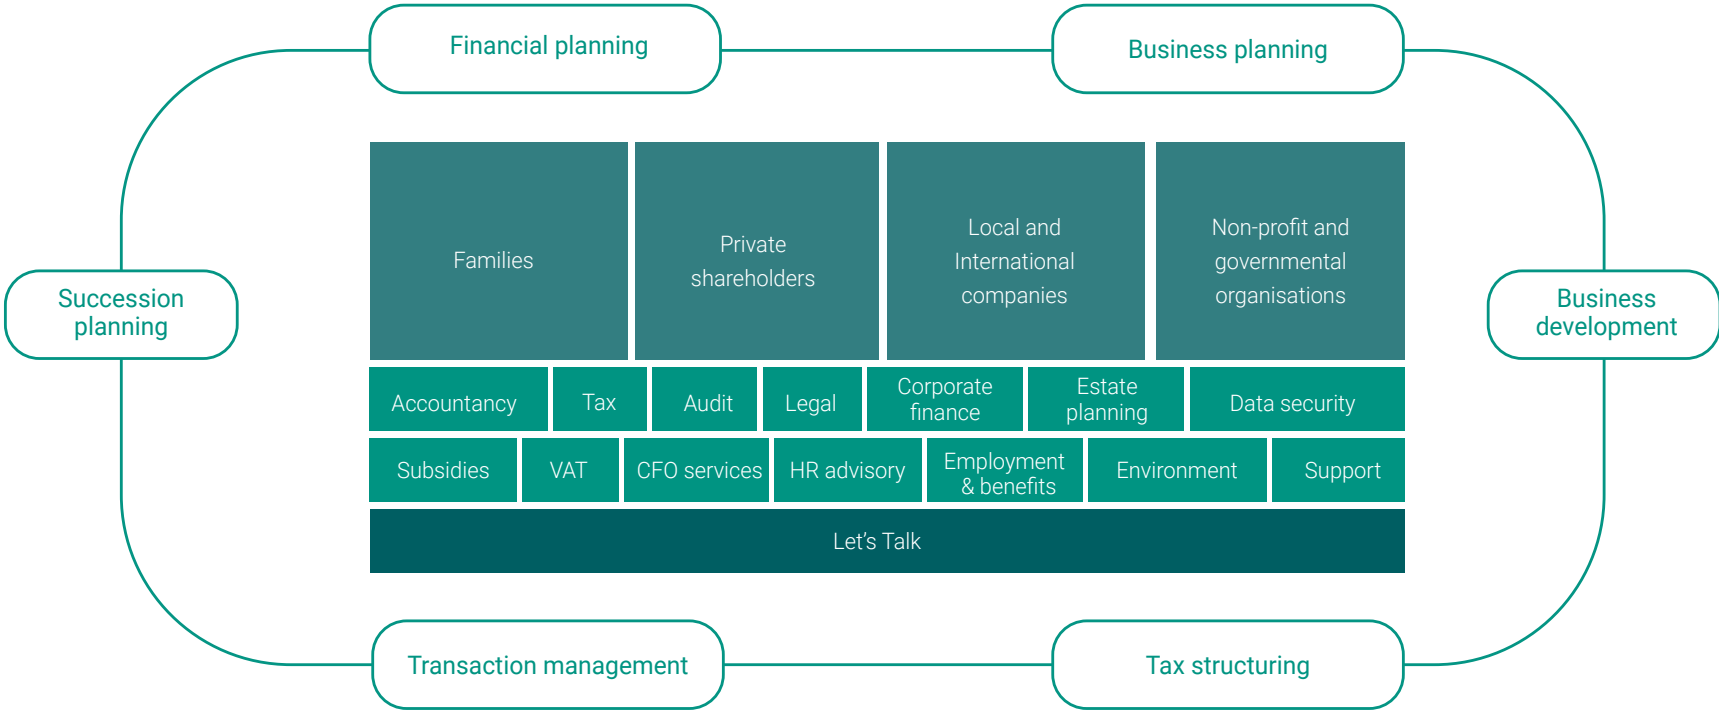 Financial planning
Business planning
Families
Private
shareholders
Local and
International
companies
Non-profit and
governmental
organisations
Succession
planning
Business
development
Accountancy
Tax
Audit
Legal
Corporate
finance
Estate
planning
Data security
Subsidies
VAT
CFO services
HR advisory
Employment
& benefits
Environment
Support
Let’s Talk
Transaction management
Tax structuring